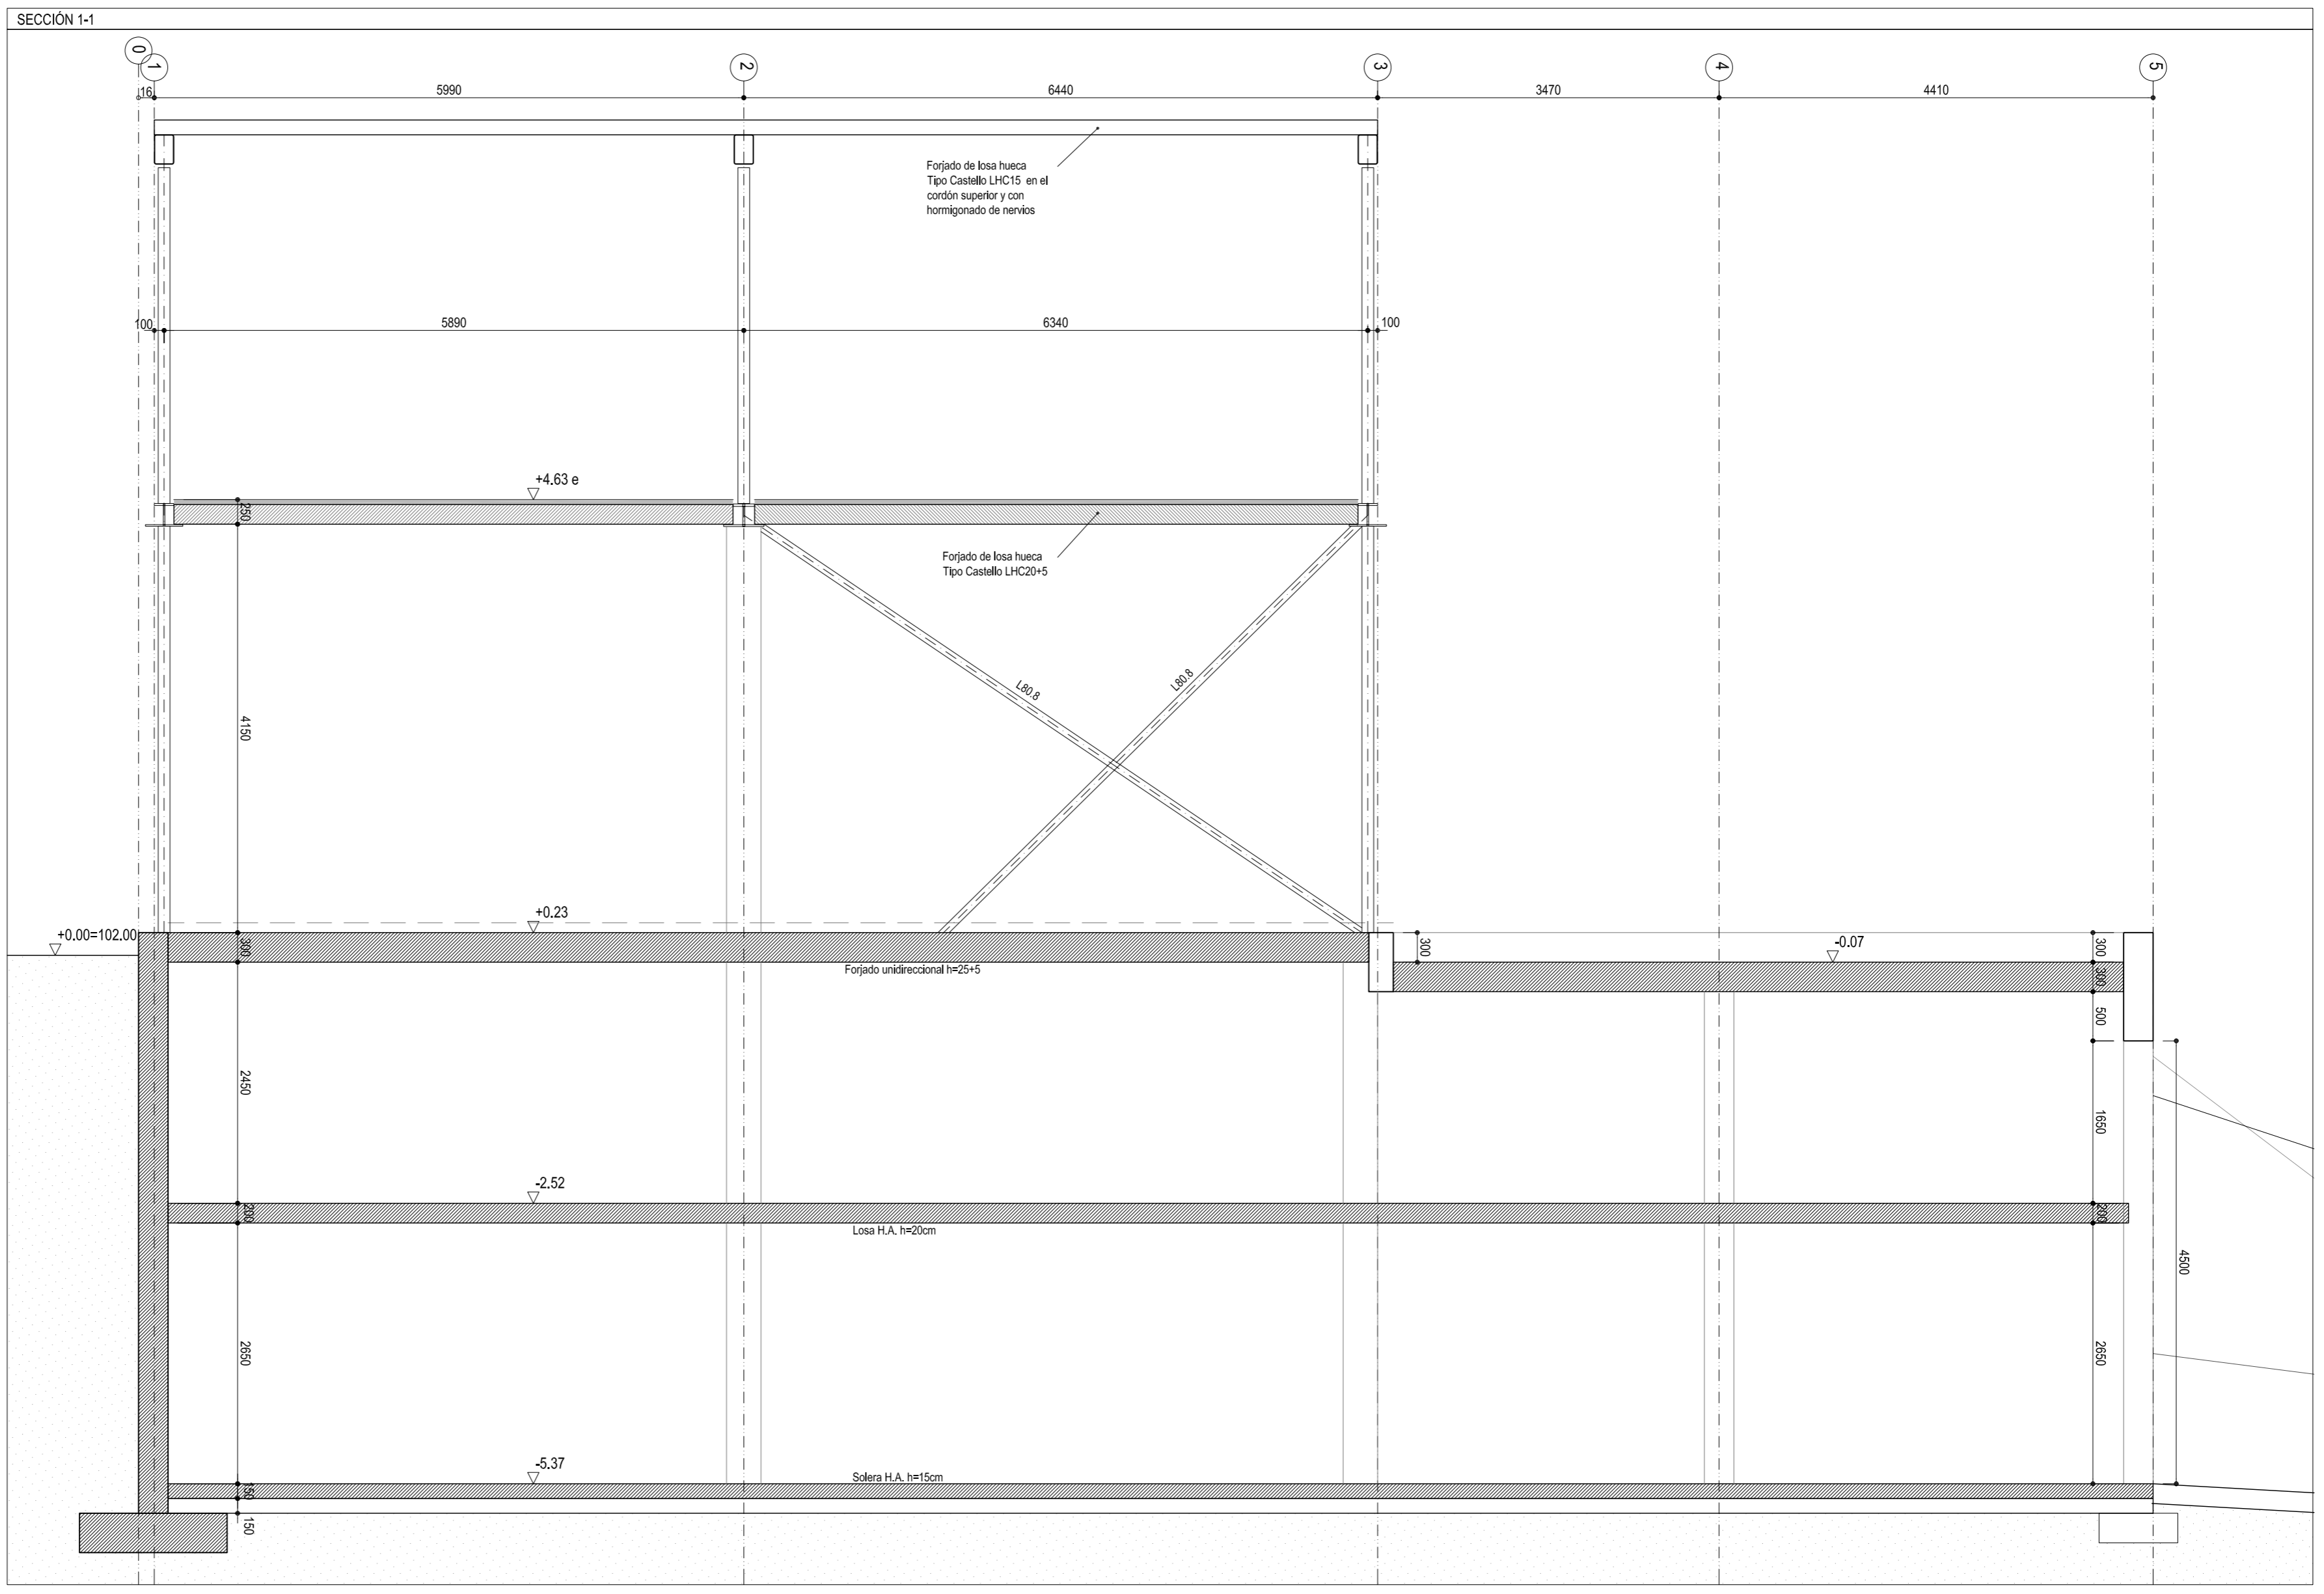 SECCIÓN 1-1
0
1
2
3
4
5
16
5990
6440
3470
4410
Forjado de losa hueca
Tipo Castello LHC15 en el
cordón superior y con
hormigonado de nervios
100
5890
6340
100
+4.63 e
250
Forjado de losa hueca
Tipo Castello LHC20+5
L80.8
L80.8
4150
+0.23
+0.00=102.00
300
300
-0.07
300
300
Forjado unidireccional h=25+5
500
2450
1650
-2.52
200
200
Losa H.A. h=20cm
4500
2650
2650
-5.37
Solera H.A. h=15cm
150
150